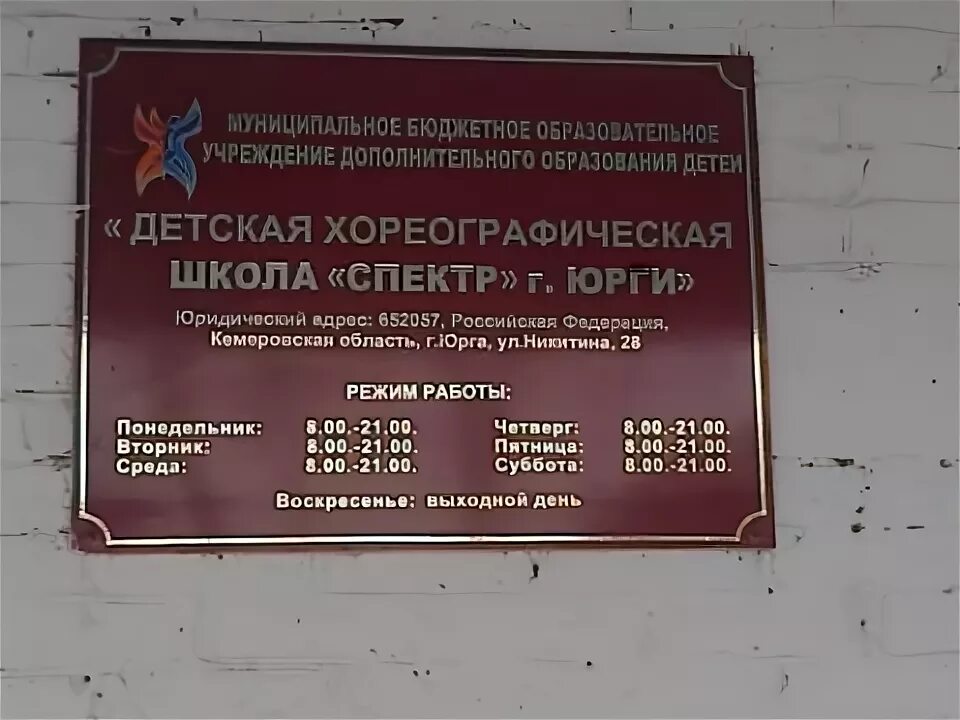 МУНИЦИПАЛЬНОЕ БЮДЖЕТНОЕ ОБРАЗОВАТЕЛЬНОЕ
УЧРЕЖДЕНИЕ ДОПОЛНИТЕЛЬНОГО ОБРАЗОВАНИЯ ДЕТЕЙ
« ДЕТСКАЯ ХОРЕОГРАФИЧЕСКАЯ
ШКОЛА «СПЕКТР» г. ЮРГИ»
Юридический адрес: 652057, Российская Федерация,
Кемеровская область, г.Юрга, ул.Никитина, 28
РЕЖИМ РАБОТЫ:
Понедельник: 8.00.-21.00. Четверг: 8.00.-21.00.
Вторник: 8.00.-21.00. Пятница: 8.00.-21.00.
Среда: 8.00.-21.00. Суббота: 8.00.-21.00.
Воскресенье: выходной день